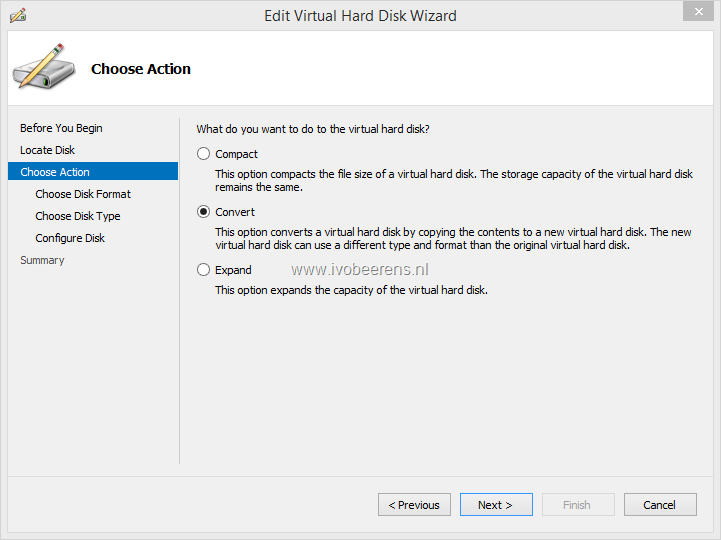 Edit Virtual Hard Disk Wizard
Choose Action
Before You Begin
Locate Disk
Choose Action
Choose Disk Format
Choose Disk Type
Configure Disk
Summary
What do you want to do to the virtual hard disk?
Compact
This option compacts the file size of a virtual hard disk. The storage capacity of the virtual hard disk
remains the same.
Convert
This option converts a virtual hard disk by copying the contents to a new virtual hard disk. The new
virtual hard disk can use a different type and format than the original virtual hard disk.
Expand
www.ivobeerens.nl
This option expands the capacity of the virtual hard disk.
< Previous
Next >
Finish
Cancel